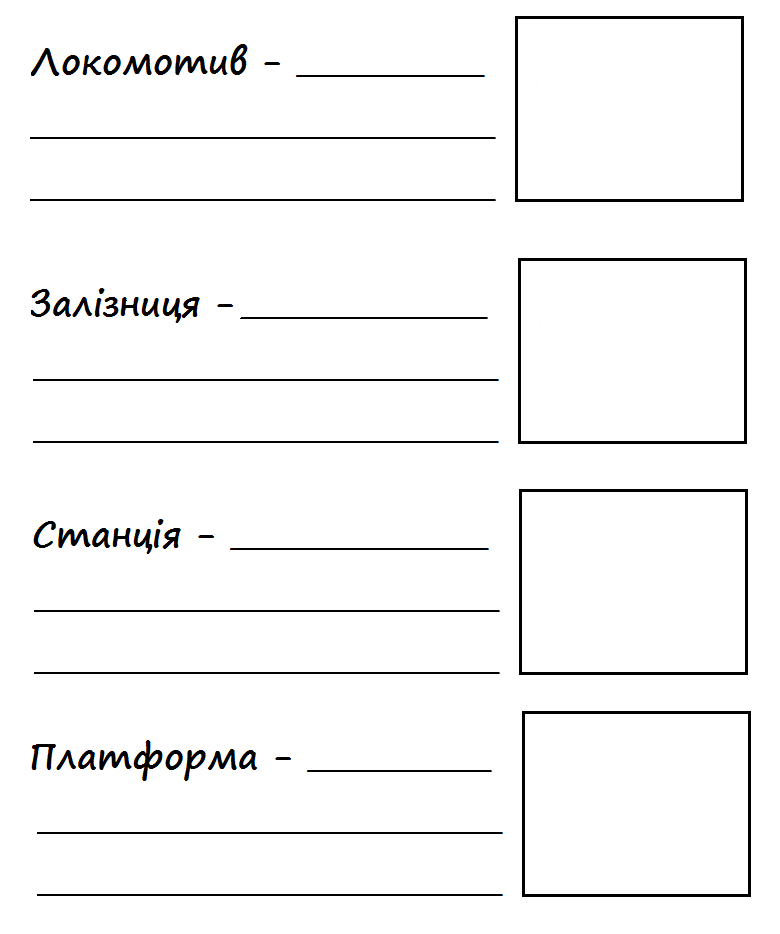 Локомотив -
Залізниця -
Станція -
Платформа -